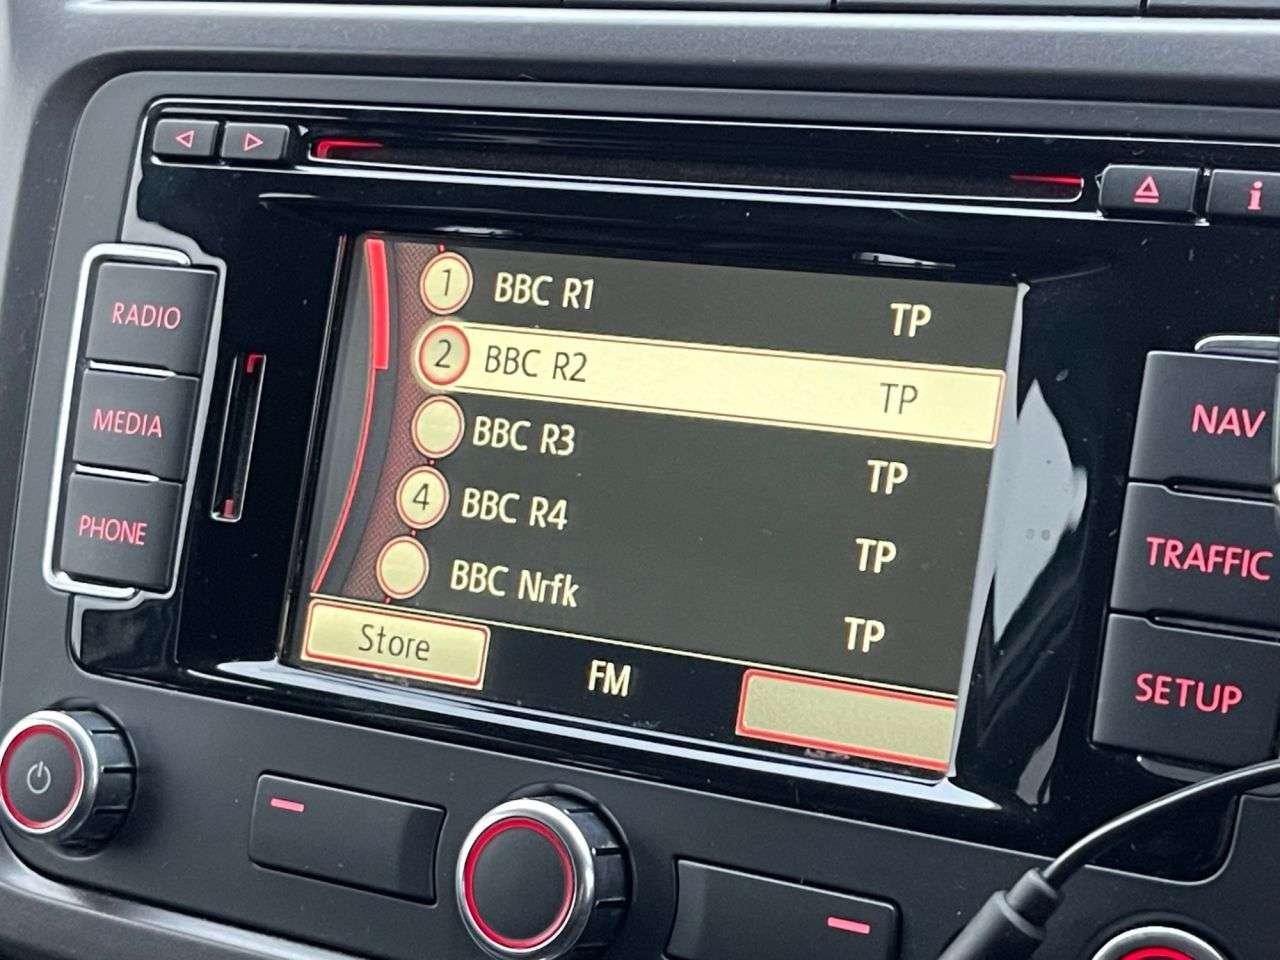 RADIO
MEDIA
PHONE
1 BBC R1 TP
2 BBC R2 TP
BBC R3 TP
4 BBC R4 TP
BBC Nrfk TP
Store FM
i
NAV
TRAFFIC
SETUP